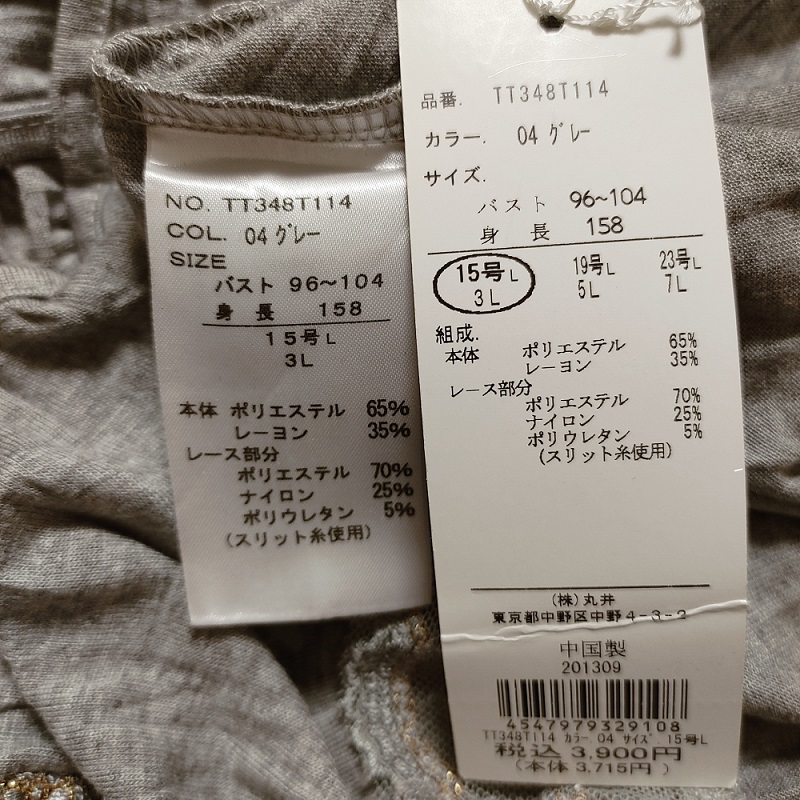 NO. TT348T114
COL. 04 グレー
SIZE
バスト 96~104
身 長 158
15号L
3L
本体 ポリエステル 65%
レーヨン 35%
レース部分
ポリエステル 70%
ナイロン 25%
ポリウレタン 5%
(スリット糸使用)
品番. TT348T114
カラー. 04 グレー
サイズ.
バスト 96~104
身 長 158
15号L 19号L 23号L
3L 5L 7L
組成.
本体 ポリエステル 65%
レーヨン 35%
レース部分
ポリエステル 70%
ナイロン 25%
ポリウレタン 5%
(スリット糸使用)
(株)丸井
東京都中野区中野4-3-2
中国製
201309
4547979329108
TT348T114 カラー 04 サイズ 15号L
税込 3,900円
(本体 3,715円)